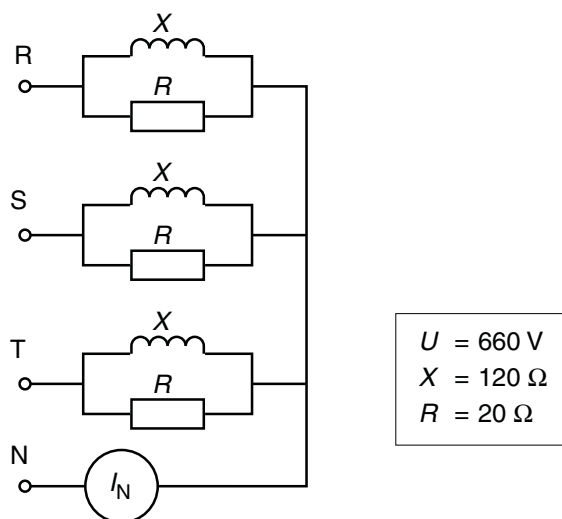 X
R
R
X
S
R
X
T
R
N
I_N
U = 660 V
X = 120 Ω
R = 20 Ω